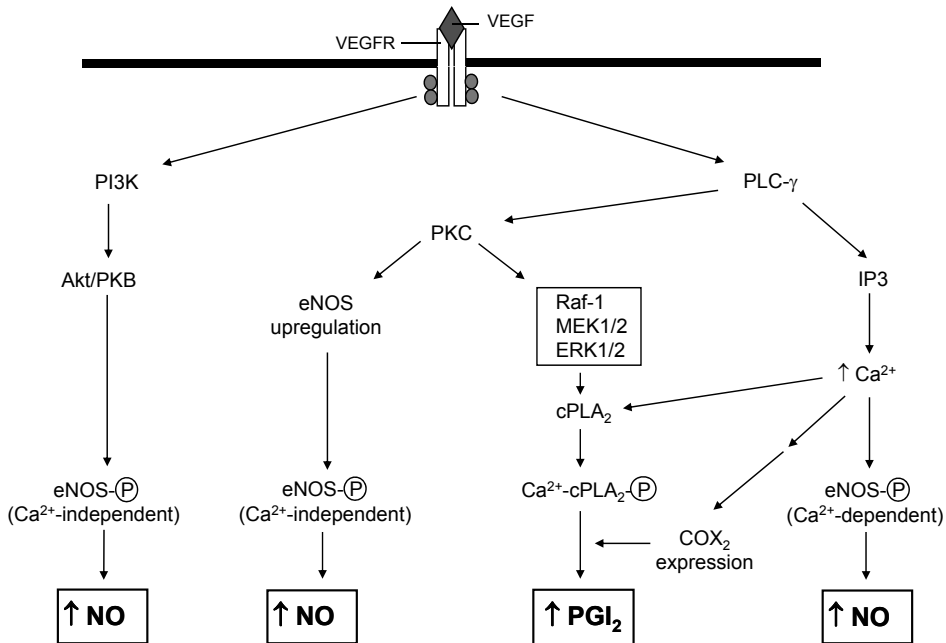 VEGF
VEGFR
PI3K
PLC-γ
PKC
Akt/PKB
IP3
eNOS
upregulation
Raf-1
MEK1/2
ERK1/2
↑ Ca²⁺
cPLA₂
eNOS-Ⓟ
(Ca²⁺-independent)
eNOS-Ⓟ
(Ca²⁺-independent)
Ca²⁺-cPLA₂-Ⓟ
eNOS-Ⓟ
(Ca²⁺-dependent)
COX₂
expression
↑ NO
↑ NO
↑ PGI₂
↑ NO